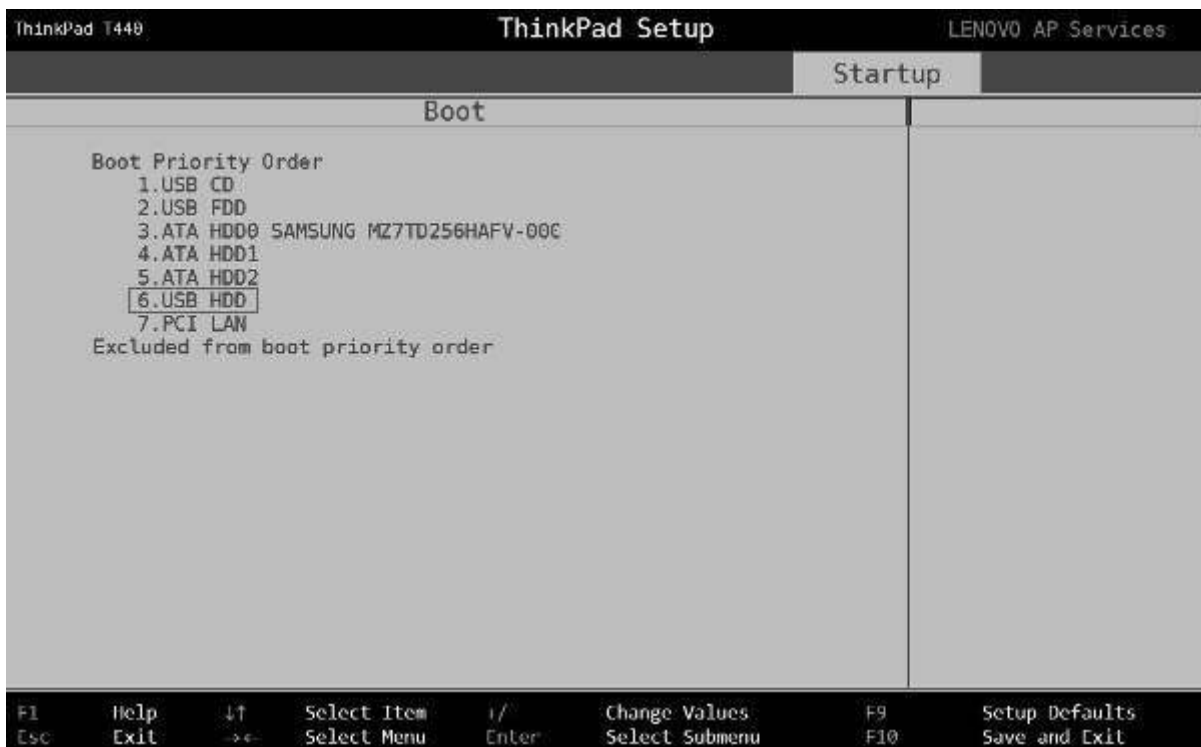 ThinkPad T440
ThinkPad Setup
LENOVO AP Services
Startup
Boot
Boot Priority Order
1.USB CD
2.USB FDD
3.ATA HDD0 SAMSUNG MZ7TD256HAFV-000
4.ATA HDD1
5.ATA HDD2
6.USB HDD
7.PCI LAN
Excluded from boot priority order
F1 Help ↓↑ Select Item +/ Change Values F9 Setup Defaults
Esc Exit →← Select Menu Enter Select Submenu F10 Save and Exit